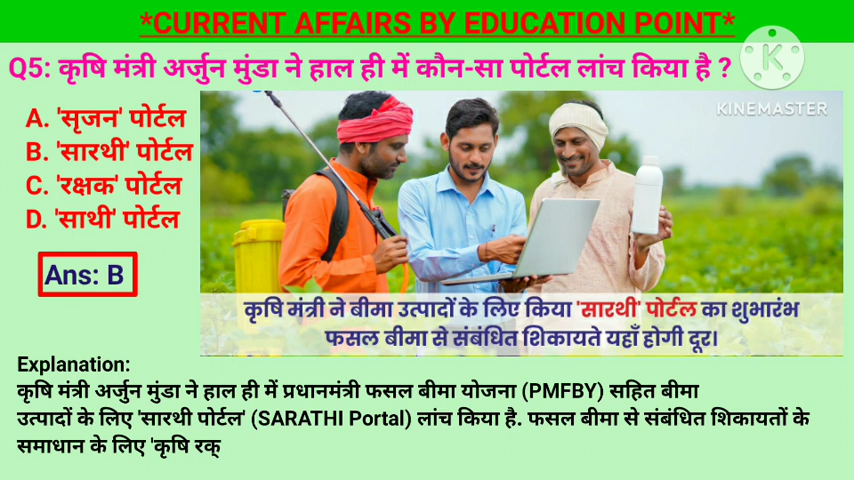 *CURRENT AFFAIRS BY EDUCATION POINT*
Q5: कृषि मंत्री अर्जुन मुंडा ने हाल ही में कौन-सा पोर्टल लांच किया है ?
K
KINEMASTER
A. 'सृजन' पोर्टल
B. 'सारथी' पोर्टल
C. 'रक्षक' पोर्टल
D. 'साथी' पोर्टल
Ans: B
कृषि मंत्री ने बीमा उत्पादों के लिए किया 'सारथी' पोर्टल का शुभारंभ
फसल बीमा से संबंधित शिकायते यहाँ होगी दूर।
Explanation:
कृषि मंत्री अर्जुन मुंडा ने हाल ही में प्रधानमंत्री फसल बीमा योजना (PMFBY) सहित बीमा
उत्पादों के लिए 'सारथी पोर्टल' (SARATHI Portal) लांच किया है. फसल बीमा से संबंधित शिकायतों के
समाधान के लिए 'कृषि रक्